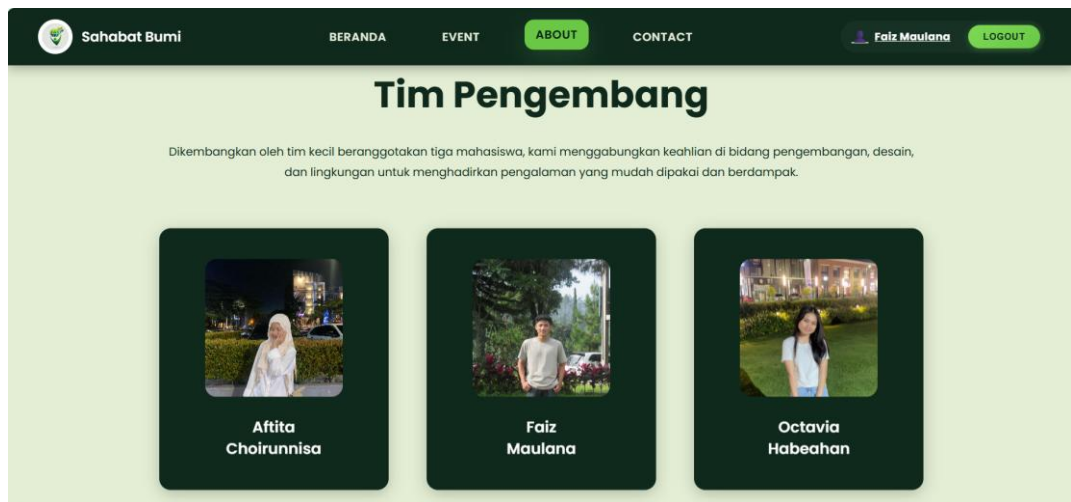 Sahabat Bumi
BERANDA
EVENT
ABOUT
CONTACT
Faiz Maulana
LOGOUT
Tim Pengembang
Dikembangkan oleh tim kecil beranggotakan tiga mahasiswa, kami menggabungkan keahlian di bidang pengembangan, desain,
dan lingkungan untuk menghadirkan pengalaman yang mudah dipakai dan berdampak.
Aftita
Choirunnisa
Faiz
Maulana
Octavia
Habeahan